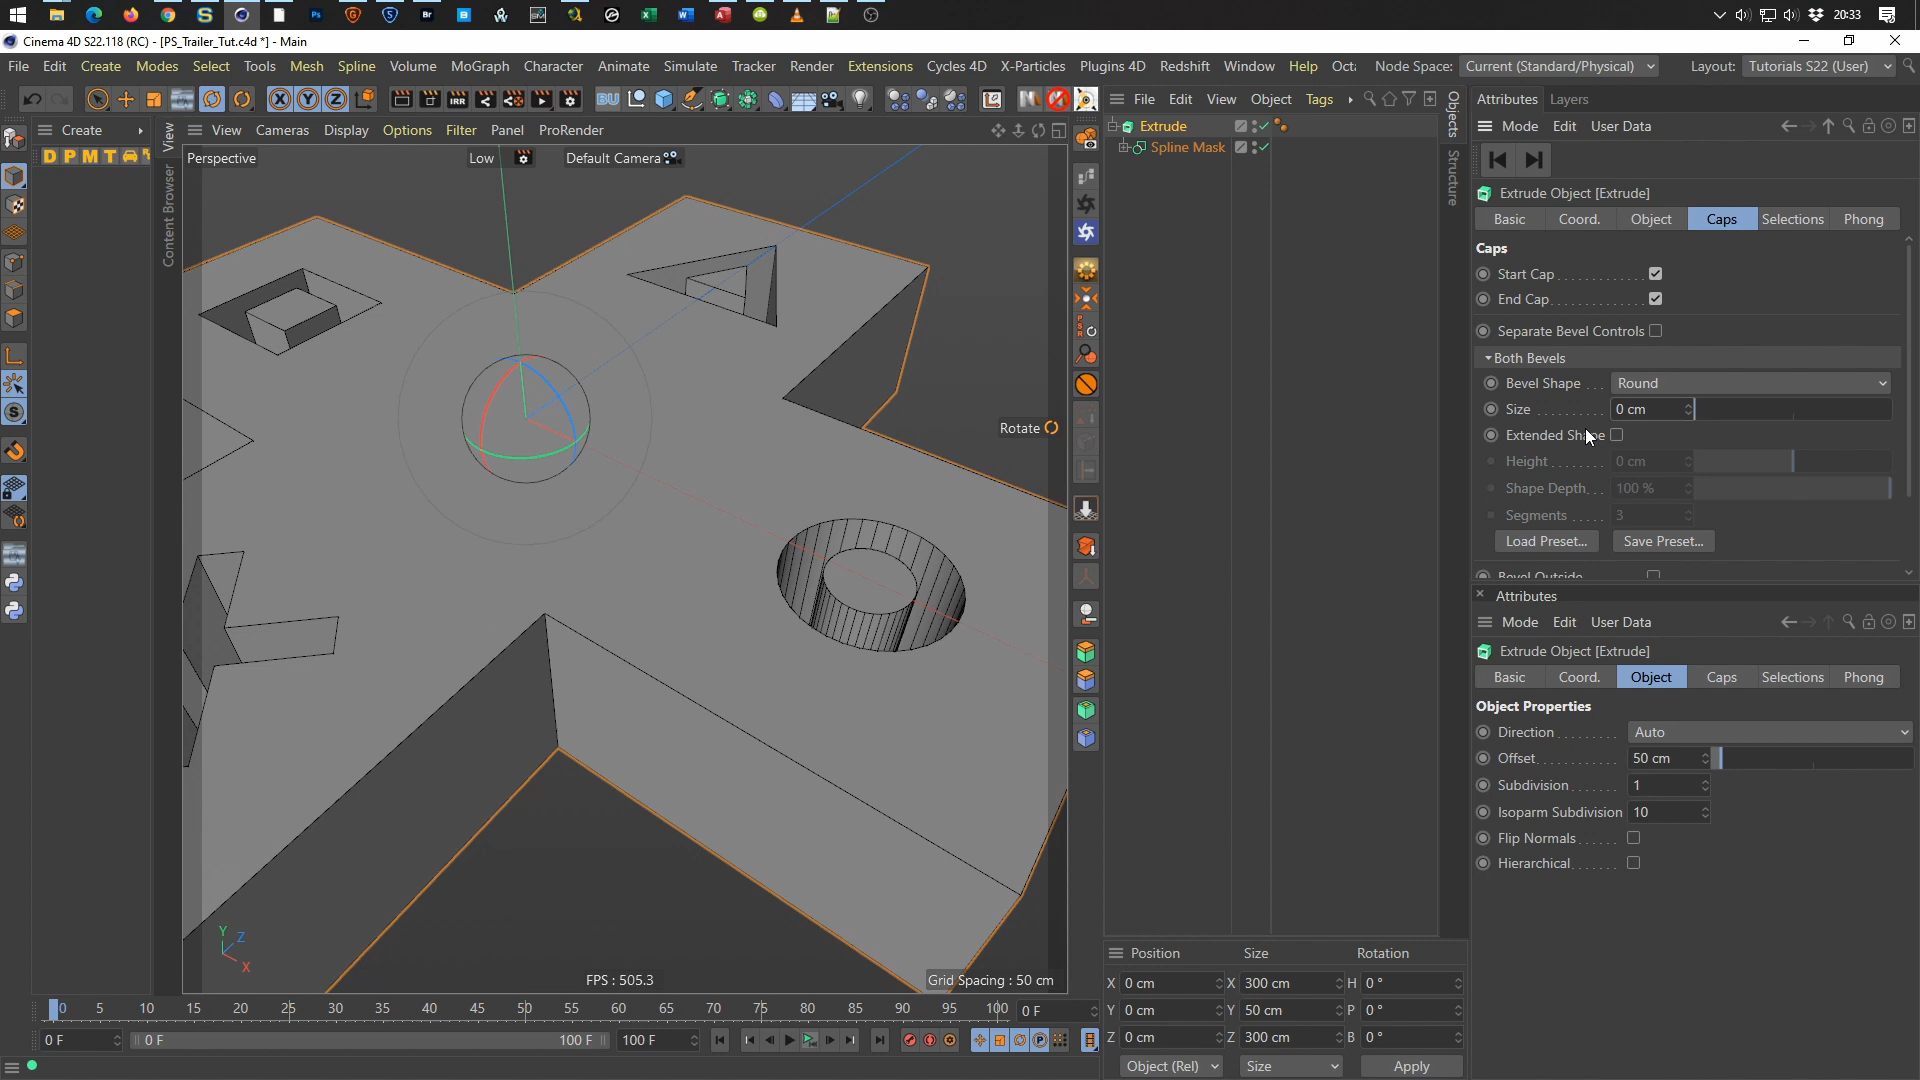 20:33
Cinema 4D S22.118 (RC) - [PS_Trailer_Tut.c4d *] - Main
File Edit Create Modes Select Tools Mesh Spline Volume MoGraph Character Animate Simulate Tracker Render Extensions Cycles 4D X-Particles Plugins 4D Redshift Window Help Octa Node Space: Current (Standard/Physical) Layout: Tutorials S22 (User)
File Edit View Object Tags
Attributes Layers
Create
View Cameras Display Options Filter Panel ProRender
D P M T
Perspective Low Default Camera
Content Browser
View
Objects
Structure
Extrude
Spline Mask
Rotate
Mode Edit User Data
Extrude Object [Extrude]
Basic Coord. Object Caps Selections Phong
Caps
Start Cap
End Cap
Separate Bevel Controls
Both Bevels
Bevel Shape . . . Round
Size 0 cm
Extended Shape
Height 0 cm
Shape Depth. . . 100 %
Segments 3
Load Preset... Save Preset...
Bevel Outside
Attributes
Mode Edit User Data
Extrude Object [Extrude]
Basic Coord. Object Caps Selections Phong
Object Properties
Direction Auto
Offset 50 cm
Subdivision 1
Isoparm Subdivision 10
Flip Normals
Hierarchical
Y Z X
FPS : 505.3
Grid Spacing : 50 cm
0 5 10 15 20 25 30 35 40 45 50 55 60 65 70 75 80 85 90 95 100 0 F
0 F 0 F 100 F 100 F
Position Size Rotation
X 0 cm X 300 cm H 0 °
Y 0 cm Y 50 cm P 0 °
Z 0 cm Z 300 cm B 0 °
Object (Rel) Size Apply